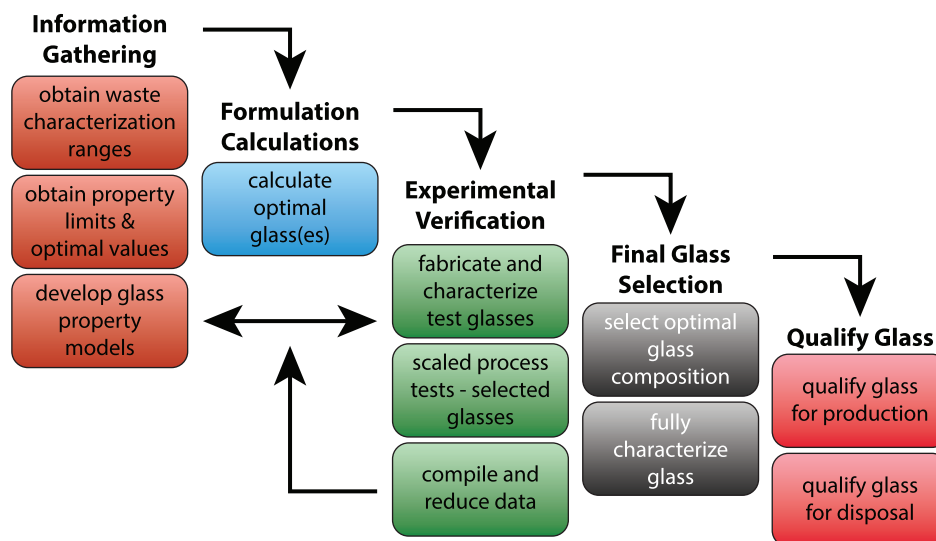 Information
Gathering
obtain waste
characterization
ranges
obtain property
limits &
optimal values
develop glass
property
models
Formulation
Calculations
calculate
optimal
glass(es)
Experimental
Verification
fabricate and
characterize
test glasses
scaled process
tests - selected
glasses
compile and
reduce data
Final Glass
Selection
select optimal
glass
composition
fully
characterize
glass
Qualify Glass
qualify glass
for production
qualify glass
for disposal